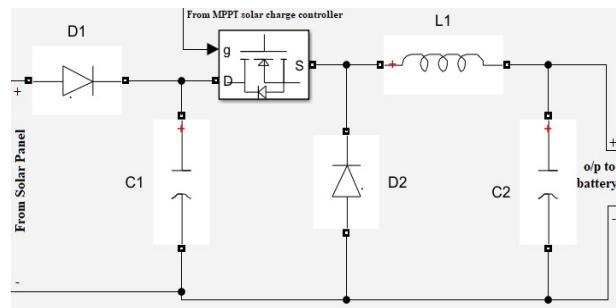 From MPPT solar charge controller
D1
L1
g
D
S
+
+
From Solar Panel
C1
+
D2
C2
+
+
o/p to
battery
-
-